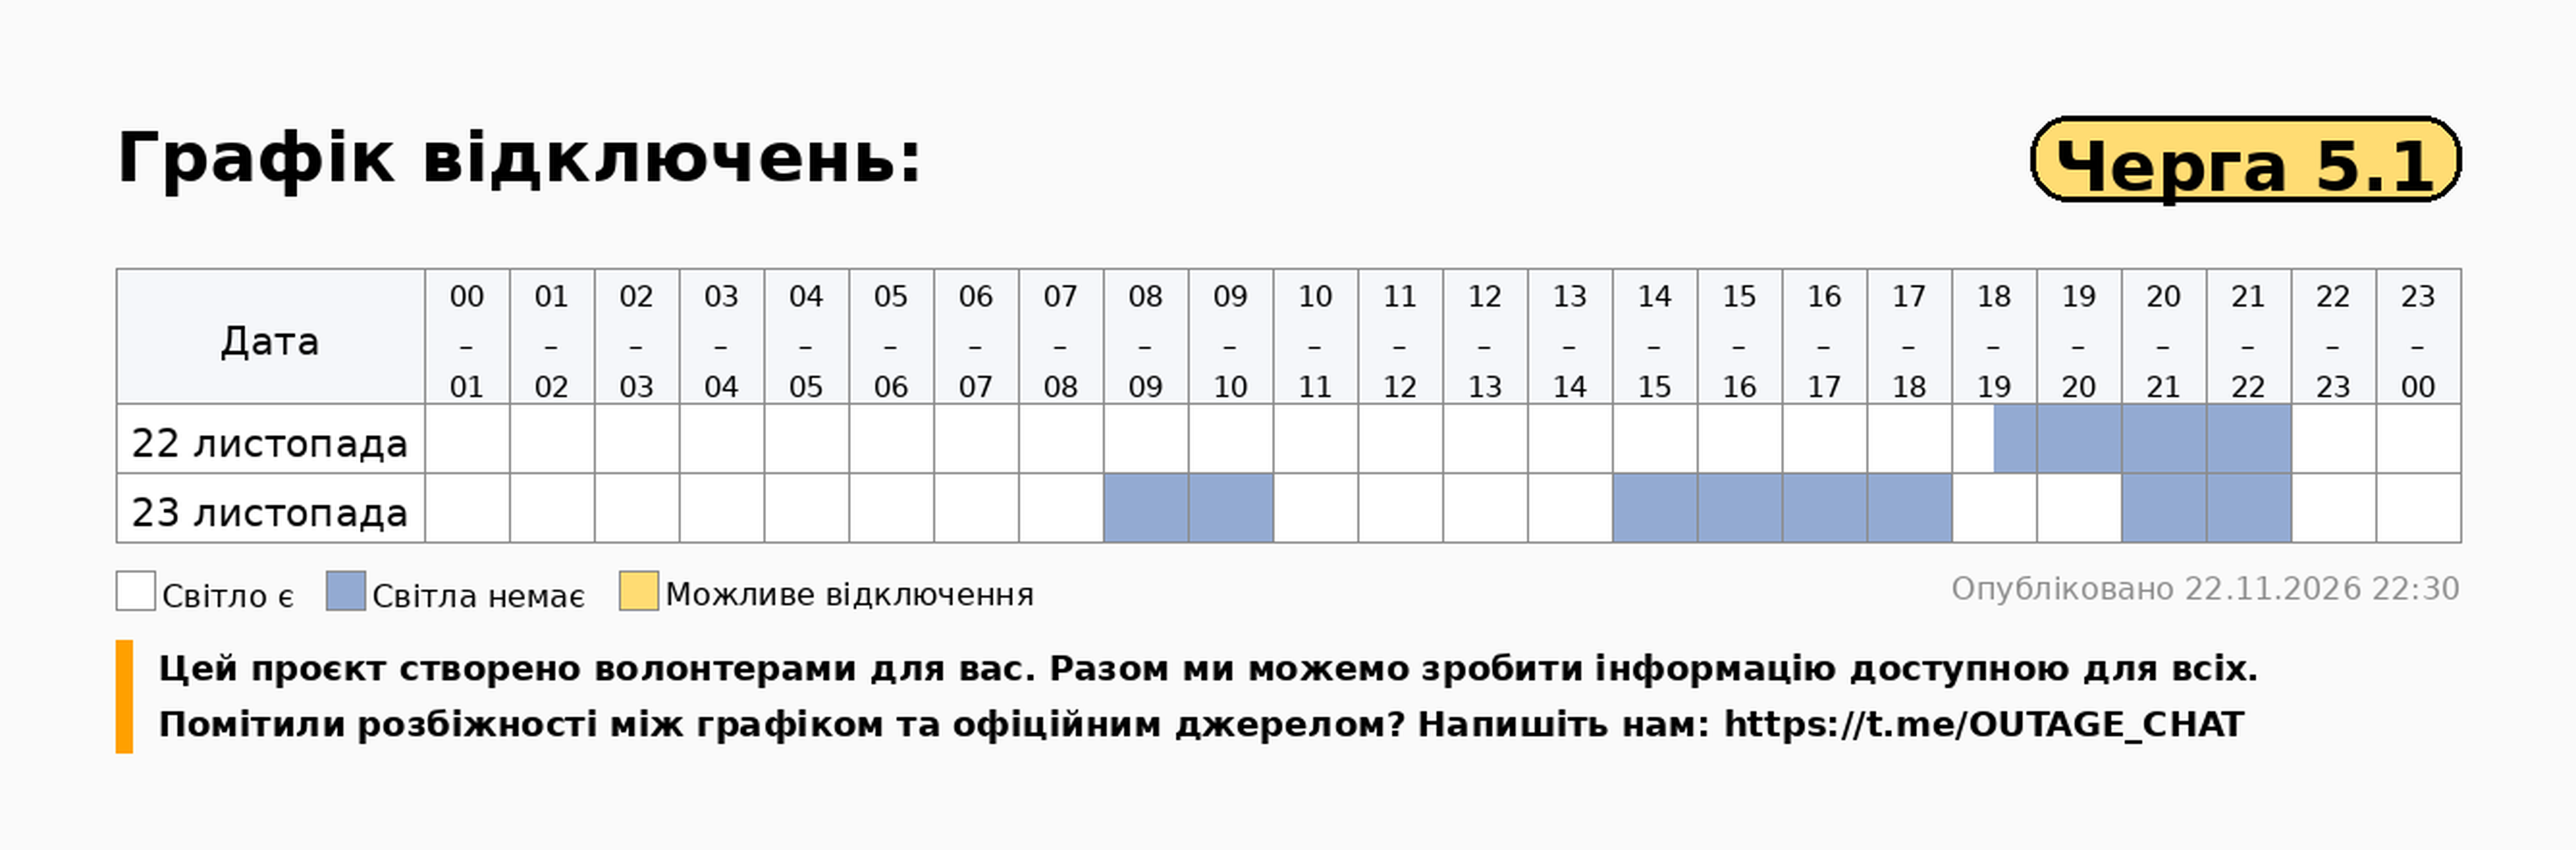 Графік відключень:
Черга 5.1
Дата
00 – 01
01 – 02
02 – 03
03 – 04
04 – 05
05 – 06
06 – 07
07 – 08
08 – 09
09 – 10
10 – 11
11 – 12
12 – 13
13 – 14
14 – 15
15 – 16
16 – 17
17 – 18
18 – 19
19 – 20
20 – 21
21 – 22
22 – 23
23 – 00
22 листопада
23 листопада
Світло є
Світла немає
Можливе відключення
Опубліковано 22.11.2026 22:30
Цей проєкт створено волонтерами для вас. Разом ми можемо зробити інформацію доступною для всіх.
Помітили розбіжності між графіком та офіційним джерелом? Напишіть нам: https://t.me/OUTAGE_CHAT